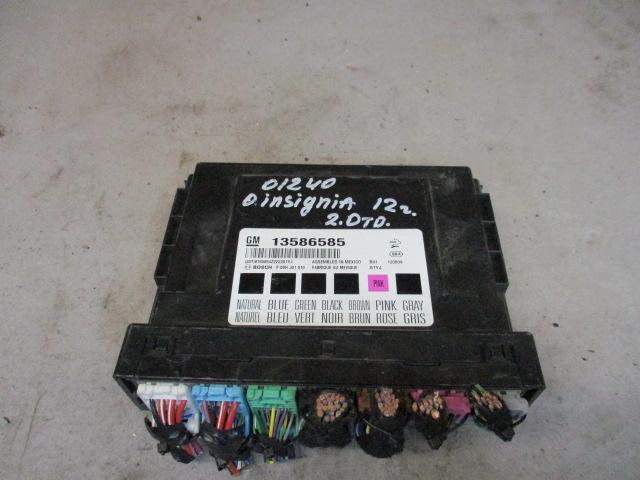 01240
O.insigniA 12г.
2.0TD.
GM 13586585
ASSEMBLED IN MEXICO
BOSCH FABRIQUE AU MEXIQUE
PINK
NATURAL BLUE GREEN BLACK BROWN PINK GRAY
NATUREL BLEU VERT NOIR BRUN ROSE GRIS